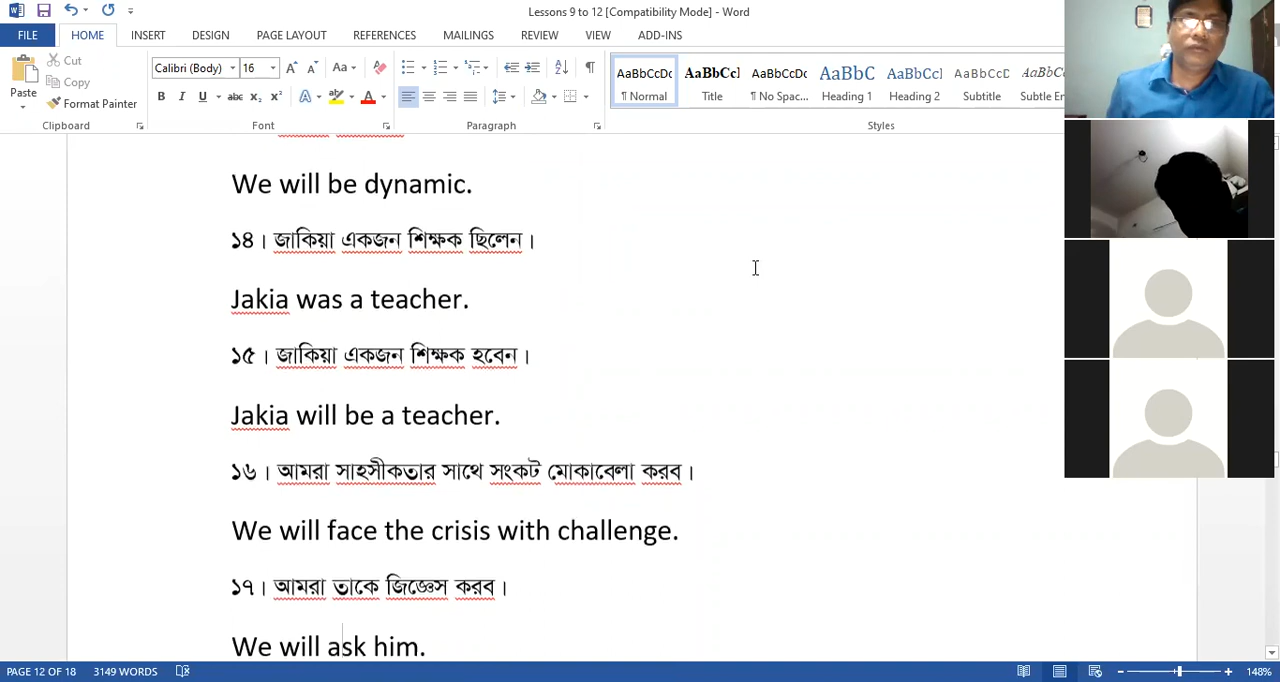 Lessons 9 to 12 [Compatibility Mode] - Word
FILE HOME INSERT DESIGN PAGE LAYOUT REFERENCES MAILINGS REVIEW VIEW ADD-INS
Cut
Copy
Format Painter
Paste
Calibri (Body) 16
AaBbCcDc AaBbCcl AaBbCcDc AaBbC AaBbCcl AaBbCcD AaBbCcDc
¶ Normal Title ¶ No Spac... Heading 1 Heading 2 Subtitle Subtle En
Clipboard Font Paragraph Styles
We will be dynamic.
১৪। জাকিয়া একজন শিক্ষক ছিলেন।
Jakia was a teacher.
১৫। জাকিয়া একজন শিক্ষক হবেন।
Jakia will be a teacher.
১৬। আমরা সাহসীকতার সাথে সংকট মোকাবেলা করব।
We will face the crisis with challenge.
১৭। আমরা তাকে জিজ্ঞেস করব।
We will ask him.
PAGE 12 OF 18 3149 WORDS 148%